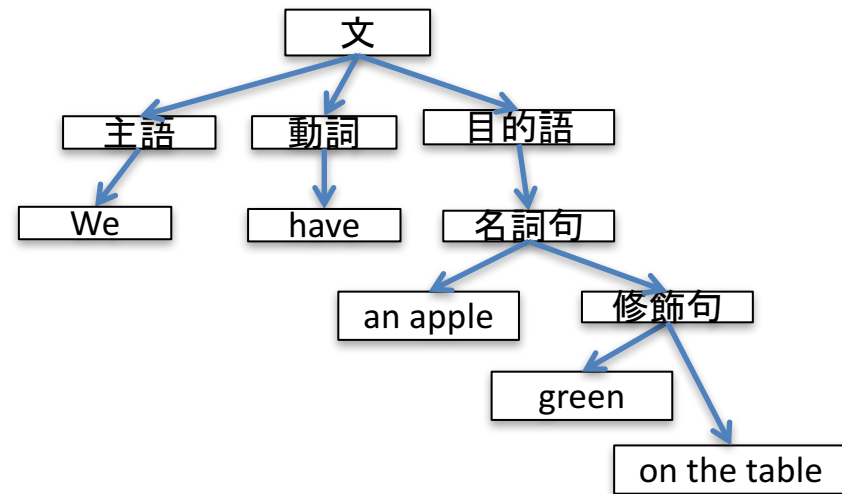 文
主語
動詞
目的語
We
have
名詞句
an apple
修飾句
green
on the table